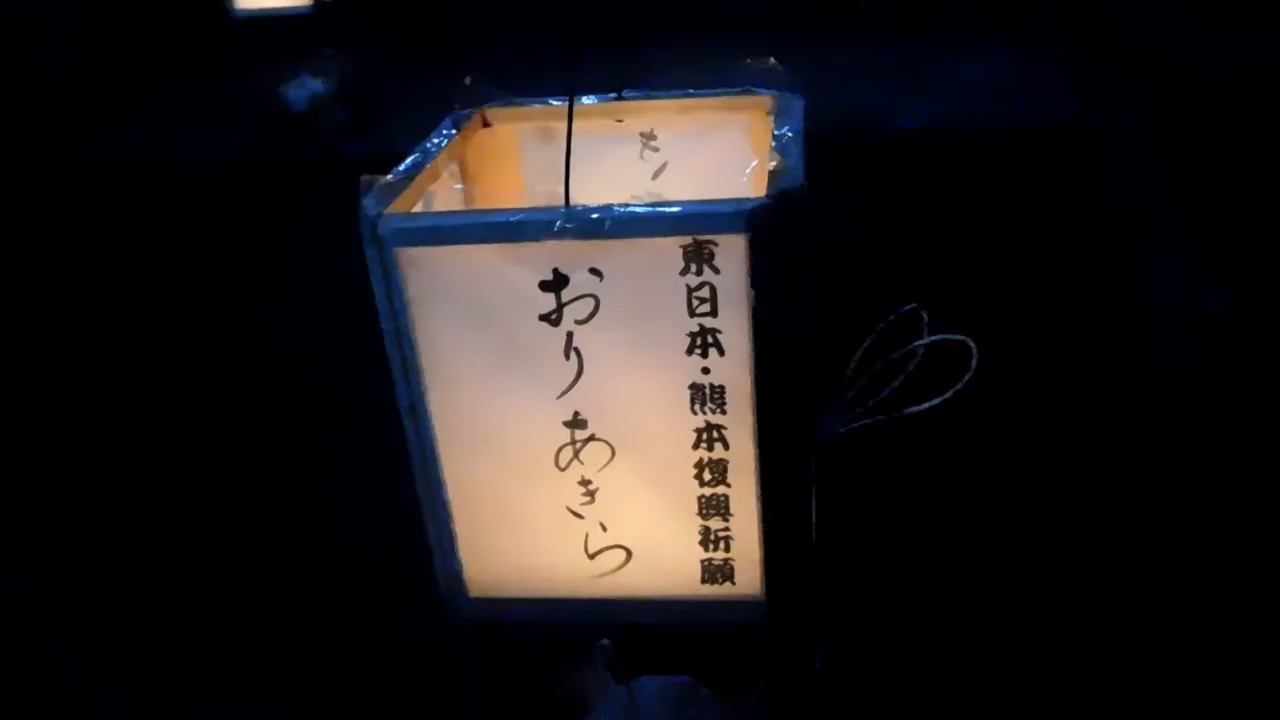 東日本・熊本復興祈願
おり あきら